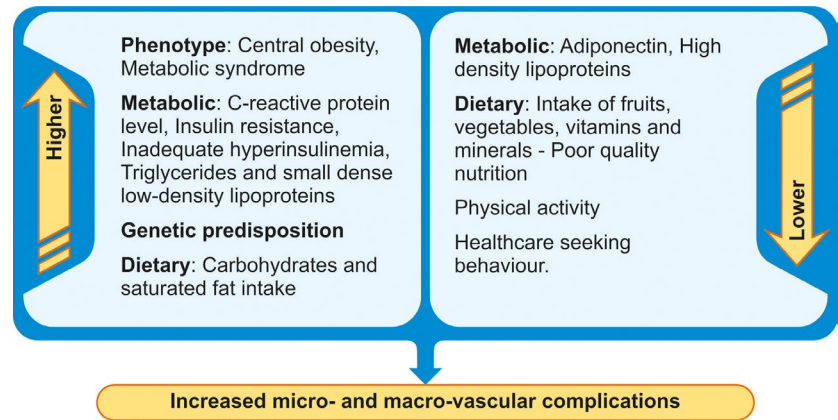 Higher
Phenotype: Central obesity,
Metabolic syndrome
Metabolic: C-reactive protein
level, Insulin resistance,
Inadequate hyperinsulinemia,
Triglycerides and small dense
low-density lipoproteins
Genetic predisposition
Dietary: Carbohydrates and
saturated fat intake
Metabolic: Adiponectin, High
density lipoproteins
Dietary: Intake of fruits,
vegetables, vitamins and
minerals - Poor quality
nutrition
Physical activity
Healthcare seeking
behaviour.
Lower
Increased micro- and macro-vascular complications